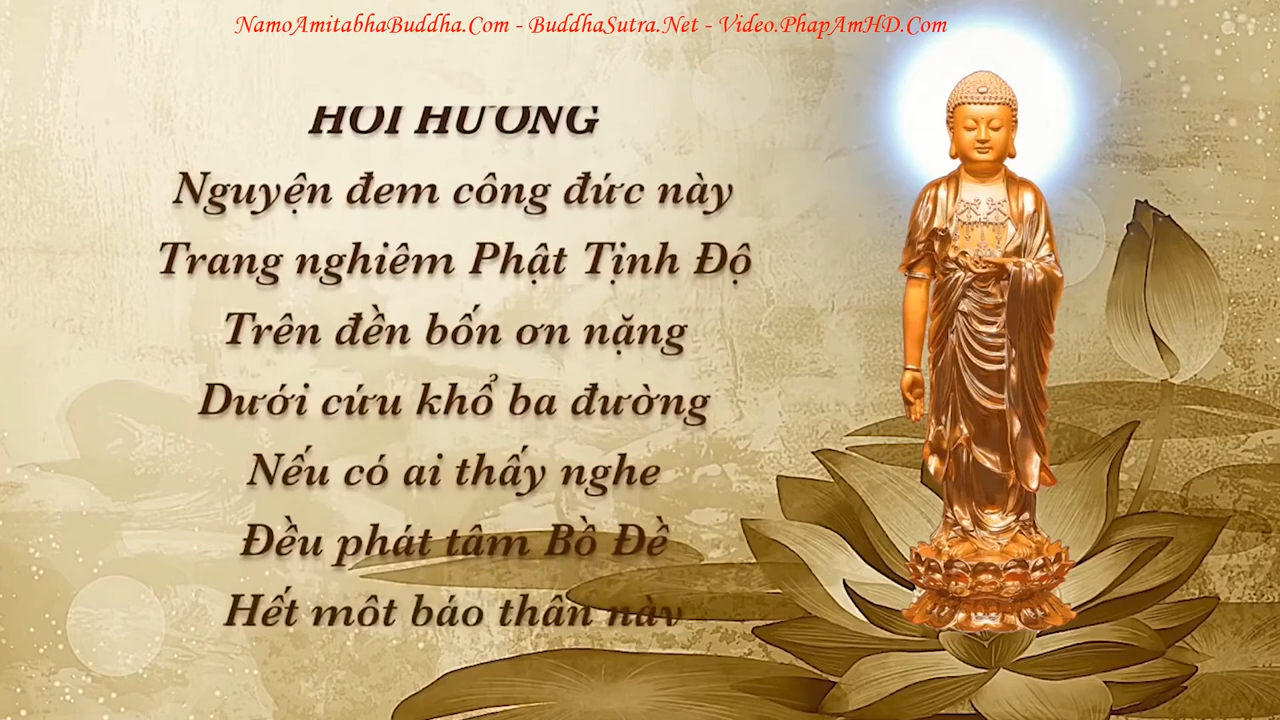 NamoAmitabhaBuddha.Com - BuddhaSutra.Net - Video.PhapAmHD.Com
HỒI HƯỚNG
Nguyện đem công đức này
Trang nghiêm Phật Tịnh Độ
Trên đền bốn ơn nặng
Dưới cứu khổ ba đường
Nếu có ai thấy nghe
Đều phát tâm Bồ Đề
Hết một báo thân này